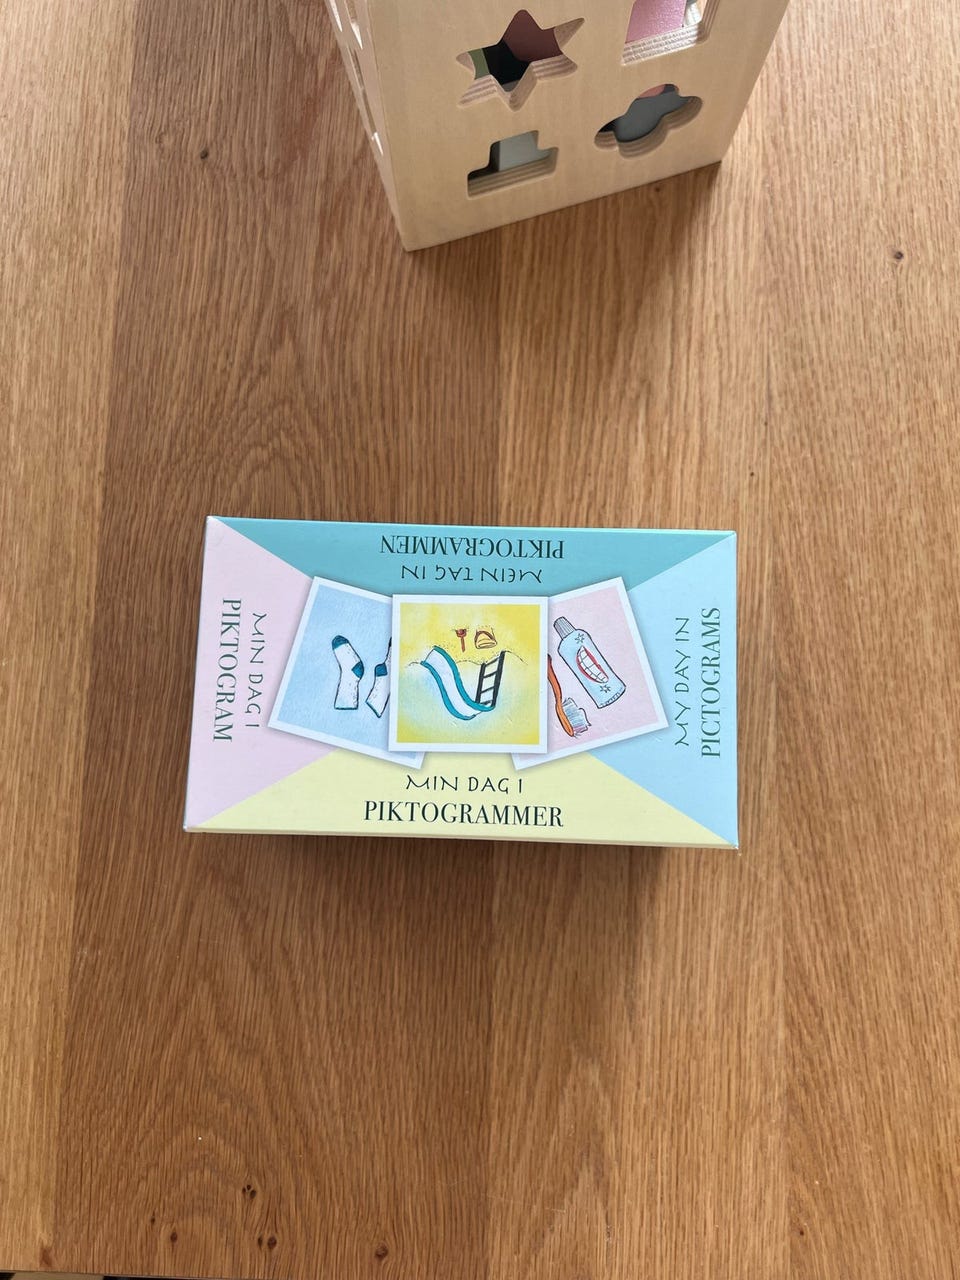 MEIN TAG IN
PIKTOGRAMMEN
MIN DAG I
PIKTOGRAM
MY DAY IN
PICTOGRAMS
MIN DAG I
PIKTOGRAMMER